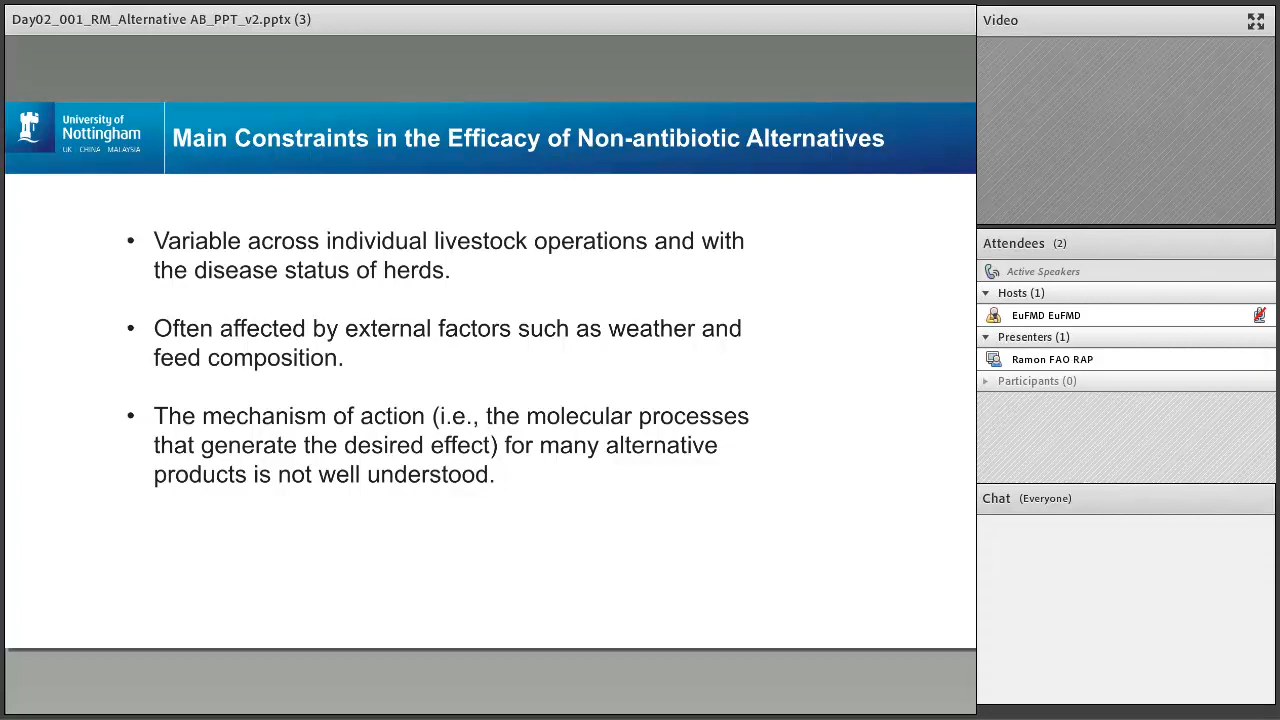 Day02_001_RM_Alternative AB_PPT_v2.pptx (3)
University of
Nottingham
UK CHINA MALAYSIA
Main Constraints in the Efficacy of Non-antibiotic Alternatives
• Variable across individual livestock operations and with
the disease status of herds.
• Often affected by external factors such as weather and
feed composition.
• The mechanism of action (i.e., the molecular processes
that generate the desired effect) for many alternative
products is not well understood.
Video
Attendees (2)
Active Speakers
Hosts (1)
EuFMD EuFMD
Presenters (1)
Ramon FAO RAP
Participants (0)
Chat (Everyone)